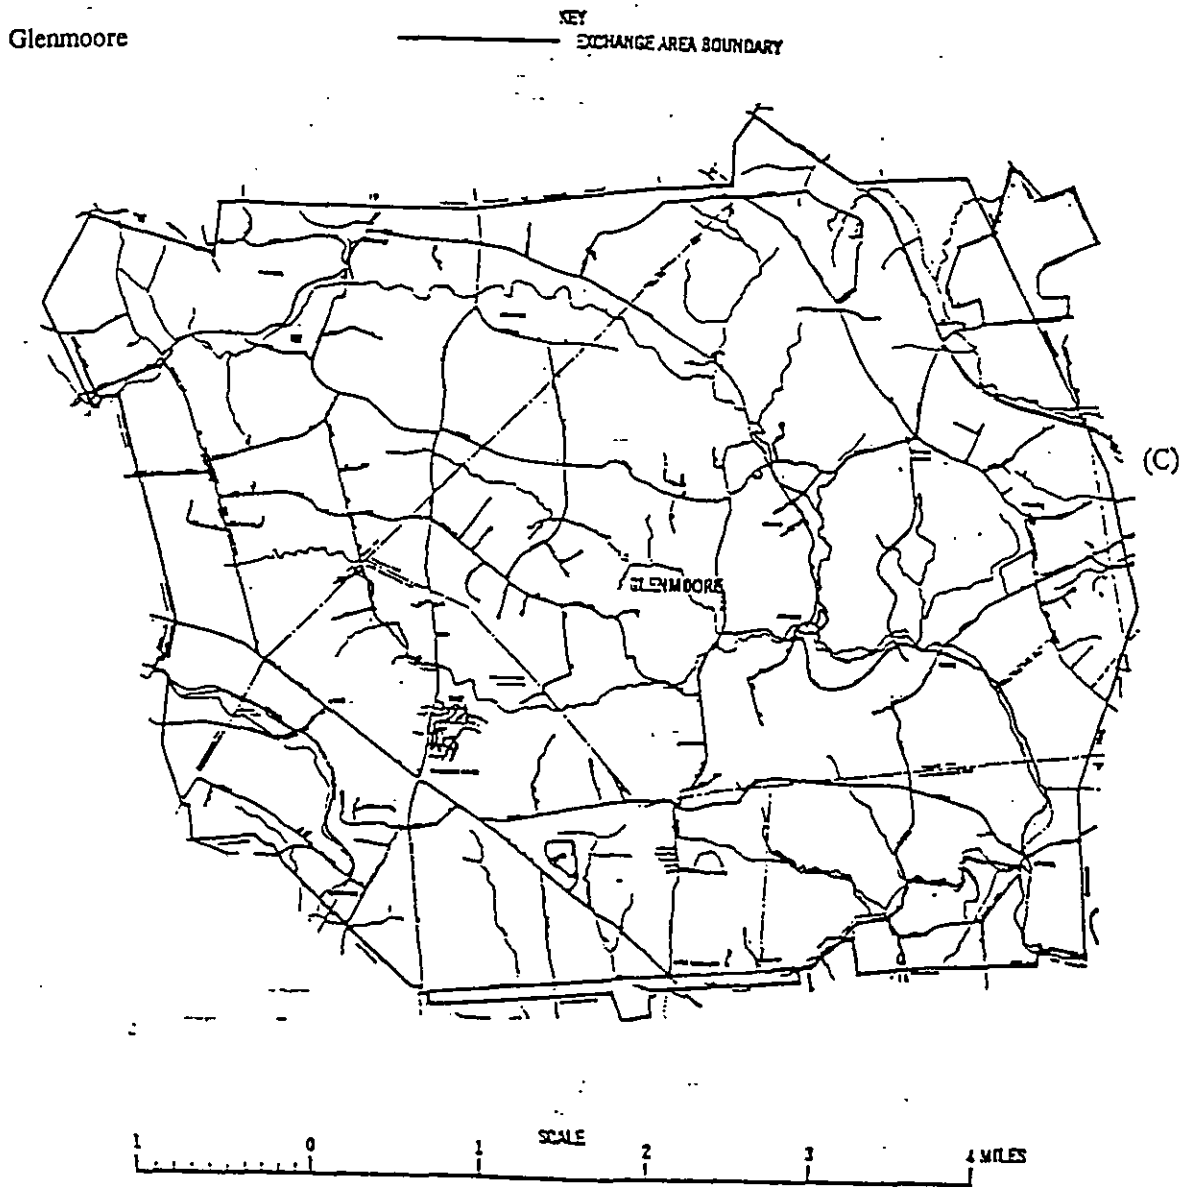 Glenmoore
KEY
EXCHANGE AREA BOUNDARY
(C)
GLENMOORE
SCALE
1 0 1 2 3 4 MILES